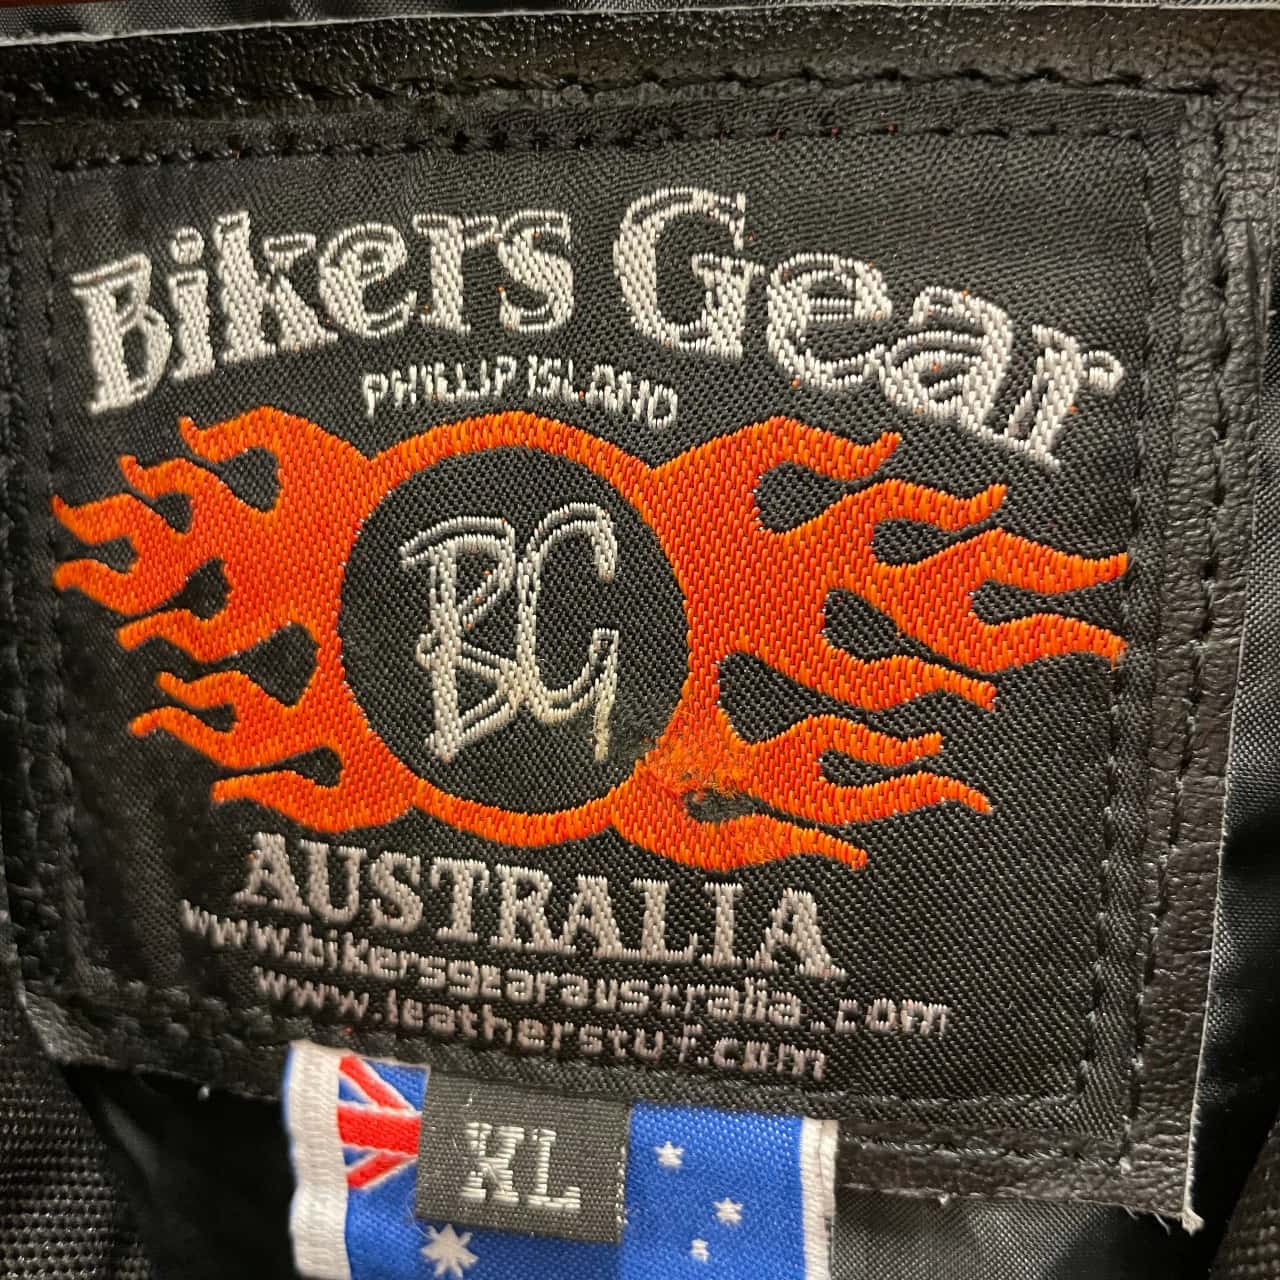 Bikers Gear
PHILLIP ISLAND
BG
AUSTRALIA
www.bikersgearaustralia.com
www.leatherstuf.com
XL